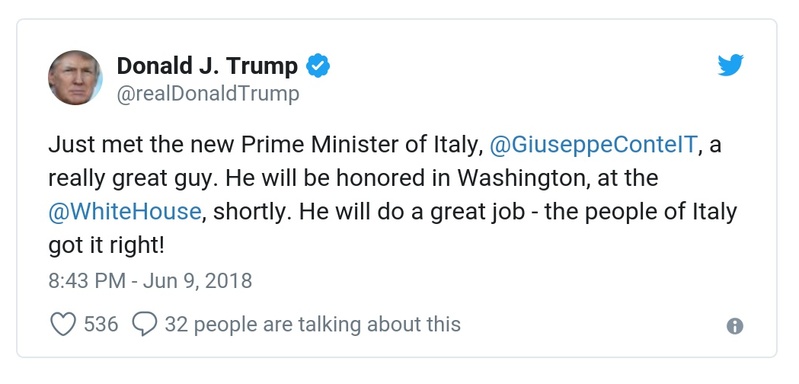 Donald J. Trump
@realDonaldTrump
Just met the new Prime Minister of Italy, @GiuseppeConteIT, a
really great guy. He will be honored in Washington, at the
@WhiteHouse, shortly. He will do a great job - the people of Italy
got it right!
8:43 PM - Jun 9, 2018
536 32 people are talking about this